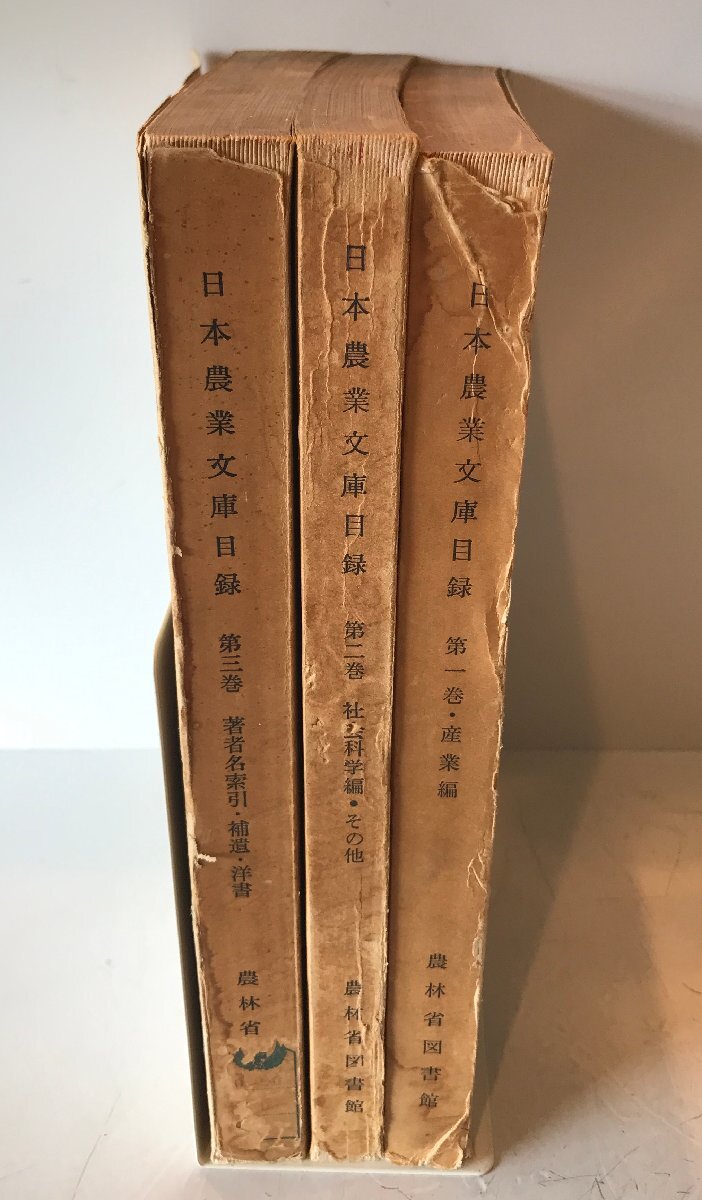 日本農業文庫目録 第一巻・産業編 農林省図書館
日本農業文庫目録 第二巻 社会科学編・その他 農林省図書館
日本農業文庫目録 第三巻 著者名索引・補遺・洋書 農林省